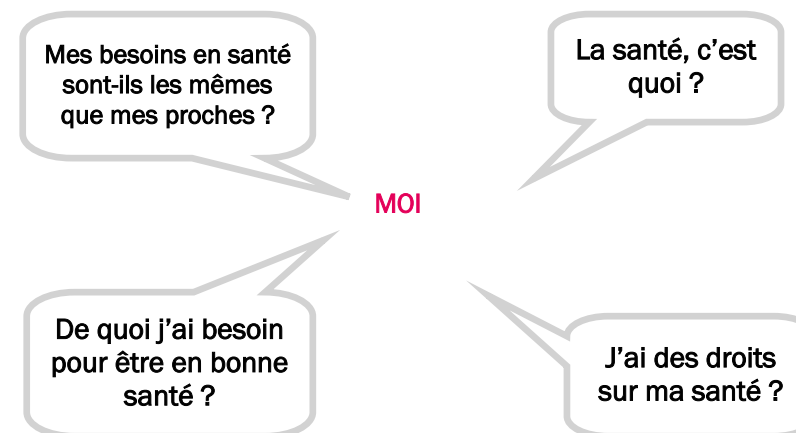 Mes besoins en santé
sont-ils les mêmes
que mes proches ?
La santé, c’est
quoi ?
MOI
De quoi j’ai besoin
pour être en bonne
santé ?
J’ai des droits
sur ma santé ?